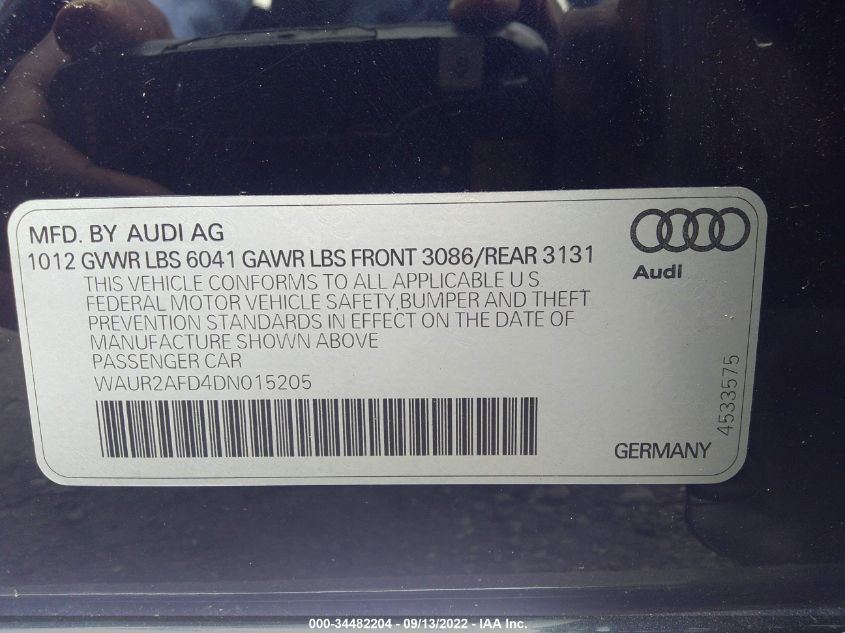 MFD. BY AUDI AG
1012 GVWR LBS 6041 GAWR LBS FRONT 3086/REAR 3131
THIS VEHICLE CONFORMS TO ALL APPLICABLE U S
FEDERAL MOTOR VEHICLE SAFETY,BUMPER AND THEFT
PREVENTION STANDARDS IN EFFECT ON THE DATE OF
MANUFACTURE SHOWN ABOVE
PASSENGER CAR
WAUR2AFD4DN015205
Audi
4533575
GERMANY
000-34482204 - 09/13/2022 - IAA Inc.